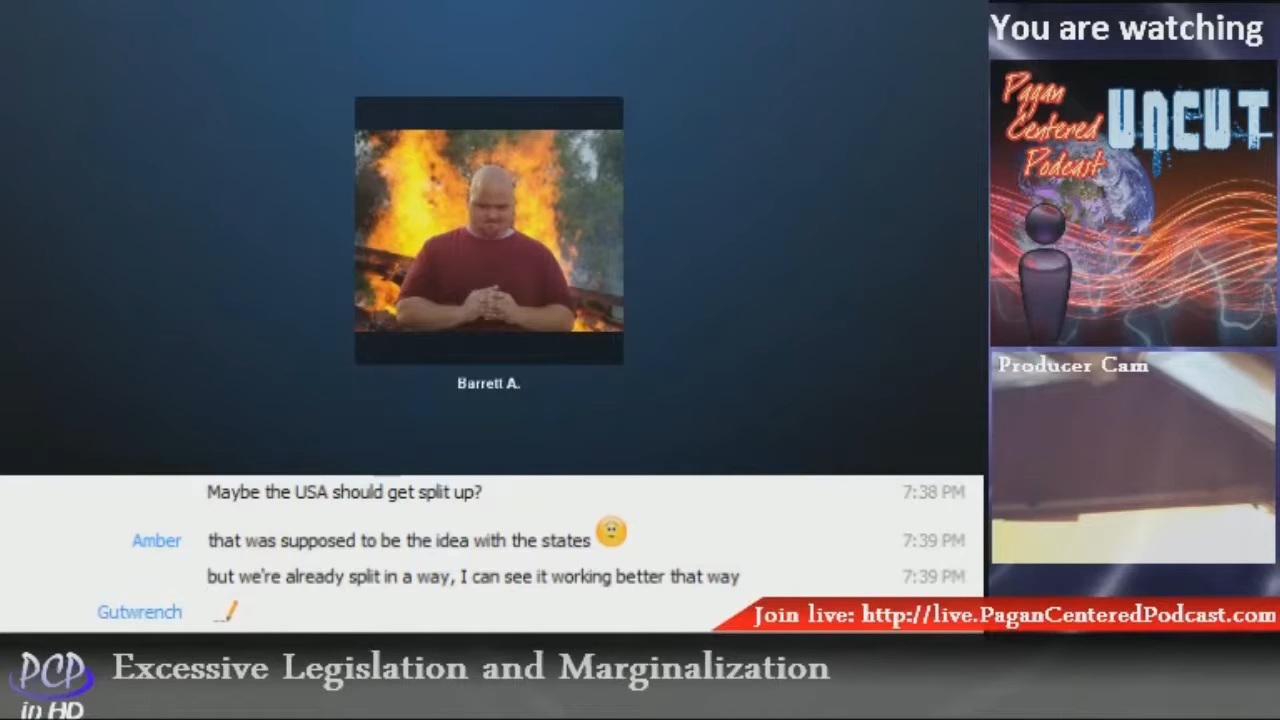 You are watching
Pagan
Centered
Podcast
UNCUT
Producer Cam
Barrett A.
Maybe the USA should get split up? 7:38 PM
Amber that was supposed to be the idea with the states 7:39 PM
but we're already split in a way, I can see it working better that way 7:39 PM
Gutwrench
Join live: http://live.PaganCenteredPodcast.com
PCP
in HD
Excessive Legislation and Marginalization